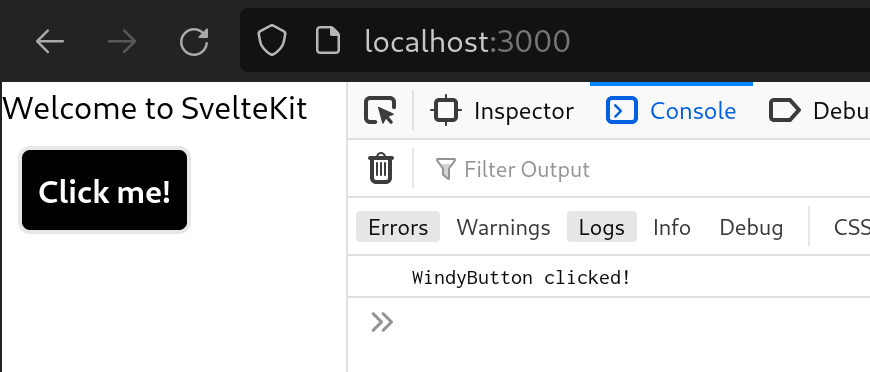 localhost:3000
Welcome to SvelteKit
Click me!
Inspector Console Debu
Filter Output
Errors Warnings Logs Info Debug CSS
WindyButton clicked!